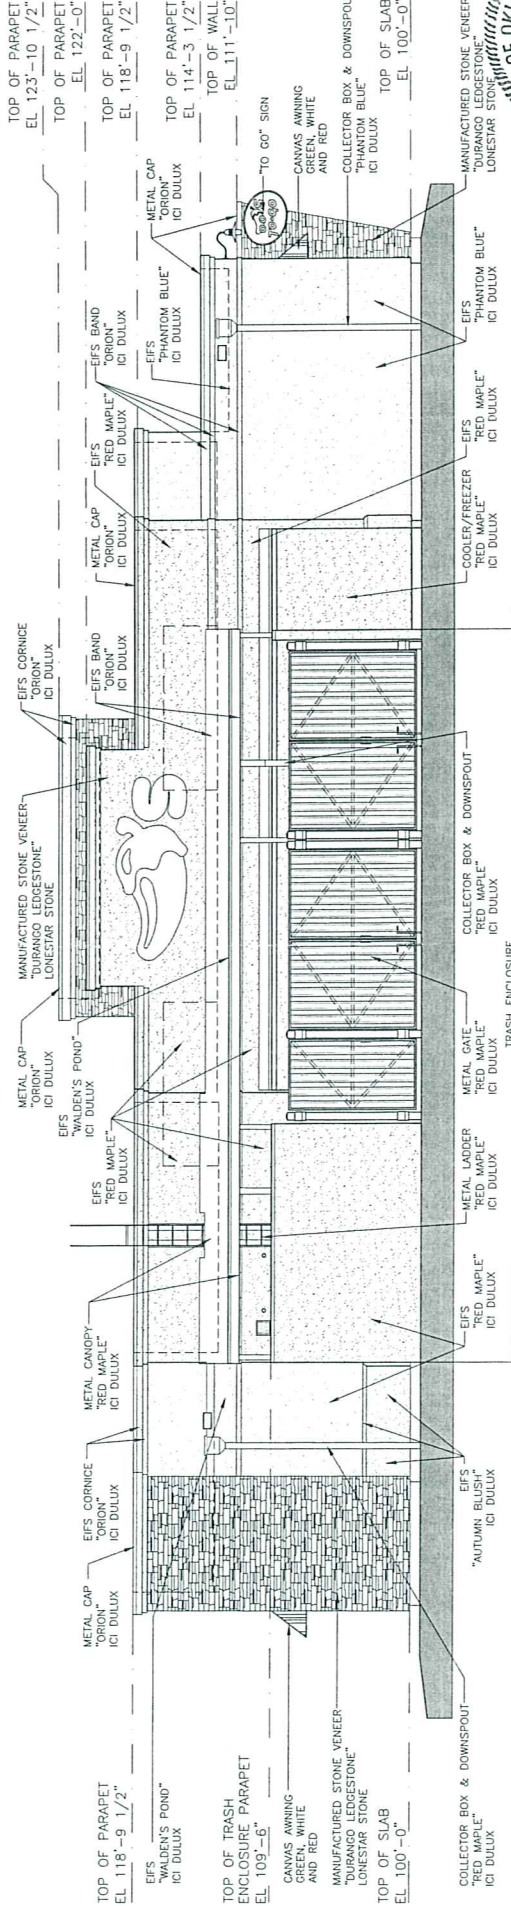 TOP OF PARAPET
EL 123'-10 1/2"
TOP OF PARAPET
EL 122'-0"
TOP OF PARAPET
EL 118'-9 1/2"
TOP OF PARAPET
EL 114'-3 1/2"
TOP OF WALL
EL 111'-10"
TOP OF SLAB
EL 100'-0"
TOP OF PARAPET
EL 118'-9 1/2"
EIFS
"WALDEN'S POND"
ICI DULUX
TOP OF TRASH
ENCLOSURE PARAPET
EL 109'-6"
CANVAS AWNING
GREEN, WHITE
AND RED
MANUFACTURED STONE VENEER
"DURANGO LEDGESTONE"
LONESTAR STONE
TOP OF SLAB
EL 100'-0"
COLLECTOR BOX & DOWNSPOUT
"RED MAPLE"
ICI DULUX
METAL CAP
"ORION"
ICI DULUX
EIFS CORNICE
"ORION"
ICI DULUX
METAL CANOPY
"RED MAPLE"
ICI DULUX
EIFS
"RED MAPLE"
ICI DULUX
EIFS
"WALDEN'S POND"
ICI DULUX
METAL CAP
"ORION"
ICI DULUX
MANUFACTURED STONE VENEER
"DURANGO LEDGESTONE"
LONESTAR STONE
EIFS CORNICE
"ORION"
ICI DULUX
EIFS BAND
"ORION"
ICI DULUX
METAL CAP
"ORION"
ICI DULUX
EIFS
"RED MAPLE"
ICI DULUX
EIFS BAND
"ORION"
ICI DULUX
EIFS
"PHANTOM BLUE"
ICI DULUX
METAL CAP
"ORION"
ICI DULUX
"TO GO" SIGN
CANVAS AWNING
GREEN, WHITE
AND RED
COLLECTOR BOX & DOWNSPOU
"PHANTOM BLUE"
ICI DULUX
MANUFACTURED STONE VENEER
"DURANGO LEDGESTONE"
LONESTAR STONE
EIFS
"PHANTOM BLUE"
ICI DULUX
EIFS
"RED MAPLE"
ICI DULUX
COOLER/FREEZER
"RED MAPLE"
ICI DULUX
COLLECTOR BOX & DOWNSPOUT
"RED MAPLE"
ICI DULUX
METAL GATE
"RED MAPLE"
ICI DULUX
METAL LADDER
"RED MAPLE"
ICI DULUX
EIFS
"RED MAPLE"
ICI DULUX
EIFS
"AUTUMN BLUSH"
ICI DULUX
TRASH ENCLOSURE
TO-GO
OF OKL